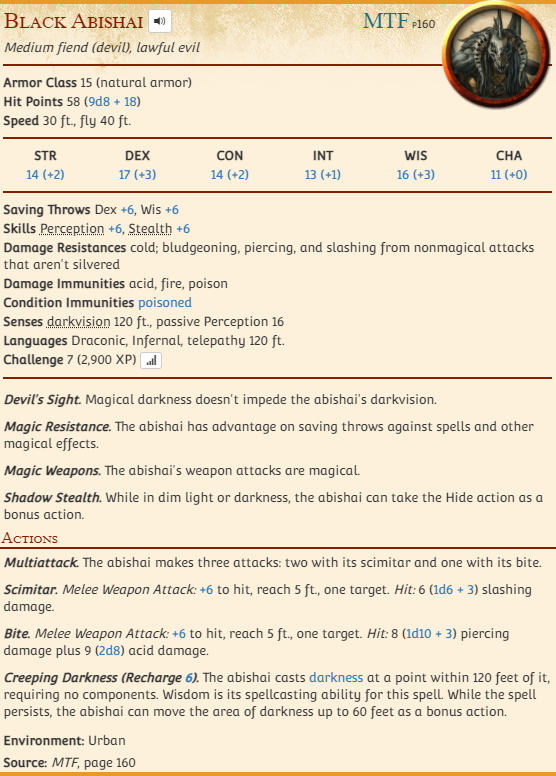 Black Abishai MTF p160
Medium fiend (devil), lawful evil
Armor Class 15 (natural armor)
Hit Points 58 (9d8 + 18)
Speed 30 ft., fly 40 ft.
STR DEX CON INT WIS CHA
14 (+2) 17 (+3) 14 (+2) 13 (+1) 16 (+3) 11 (+0)
Saving Throws Dex +6, Wis +6
Skills Perception +6, Stealth +6
Damage Resistances cold; bludgeoning, piercing, and slashing from nonmagical attacks
that aren't silvered
Damage Immunities acid, fire, poison
Condition Immunities poisoned
Senses darkvision 120 ft., passive Perception 16
Languages Draconic, Infernal, telepathy 120 ft.
Challenge 7 (2,900 XP)
Devil's Sight. Magical darkness doesn't impede the abishai's darkvision.
Magic Resistance. The abishai has advantage on saving throws against spells and other
magical effects.
Magic Weapons. The abishai's weapon attacks are magical.
Shadow Stealth. While in dim light or darkness, the abishai can take the Hide action as a
bonus action.
Actions
Multiattack. The abishai makes three attacks: two with its scimitar and one with its bite.
Scimitar. Melee Weapon Attack: +6 to hit, reach 5 ft., one target. Hit: 6 (1d6 + 3) slashing
damage.
Bite. Melee Weapon Attack: +6 to hit, reach 5 ft., one target. Hit: 8 (1d10 + 3) piercing
damage plus 9 (2d8) acid damage.
Creeping Darkness (Recharge 6). The abishai casts darkness at a point within 120 feet of it,
requiring no components. Wisdom is its spellcasting ability for this spell. While the spell
persists, the abishai can move the area of darkness up to 60 feet as a bonus action.
Environment: Urban
Source: MTF, page 160